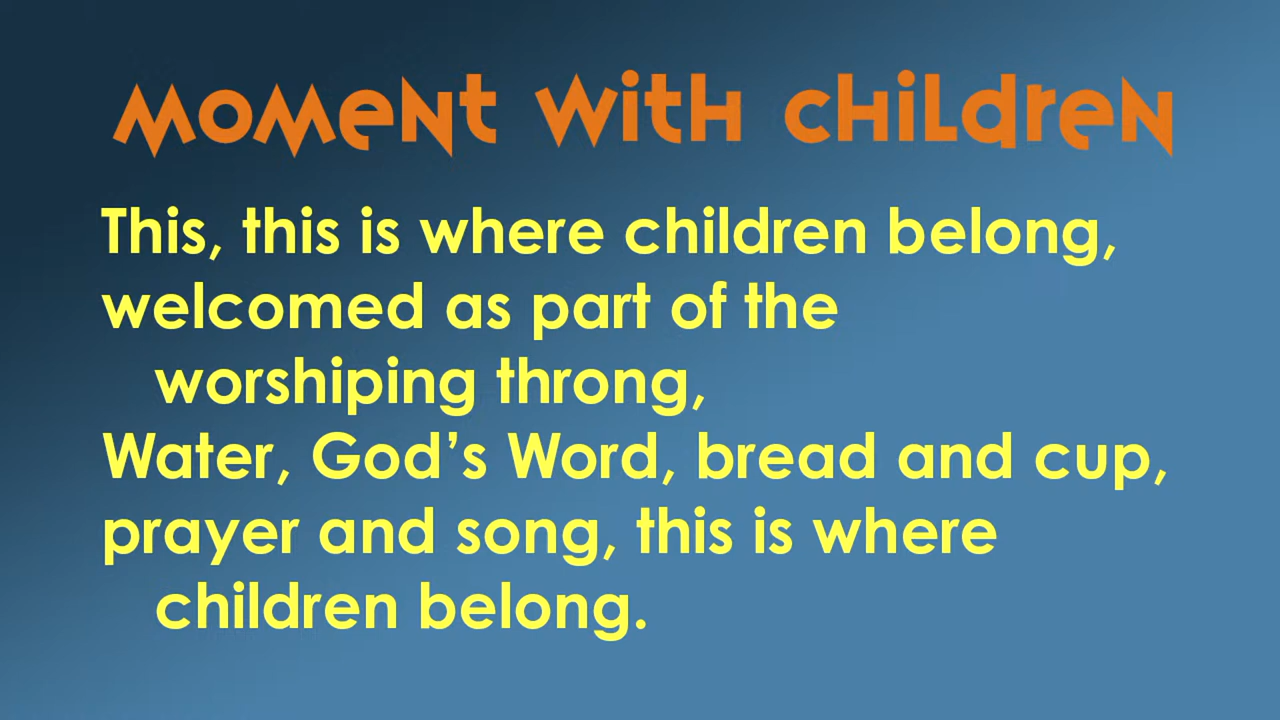 Moment with Children
This, this is where children belong,
welcomed as part of the
worshiping throng,
Water, God’s Word, bread and cup,
prayer and song, this is where
children belong.